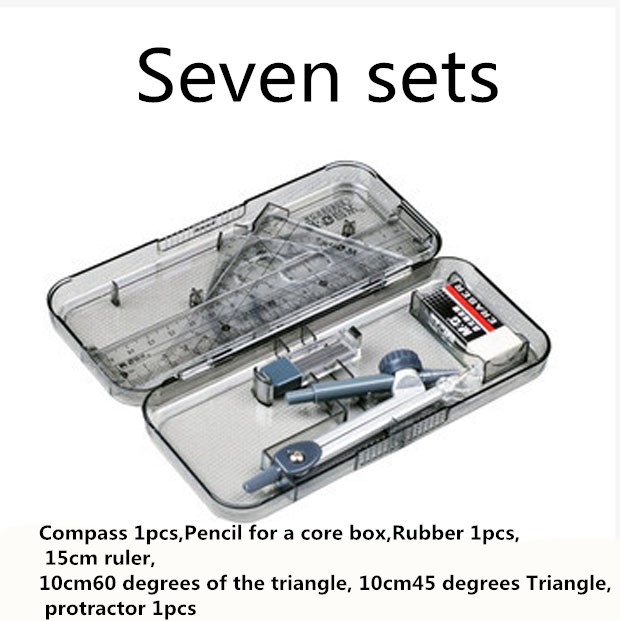 Seven sets
ERASER
Compass 1pcs,Pencil for a core box,Rubber 1pcs,
15cm ruler,
10cm60 degrees of the triangle, 10cm45 degrees Triangle,
protractor 1pcs